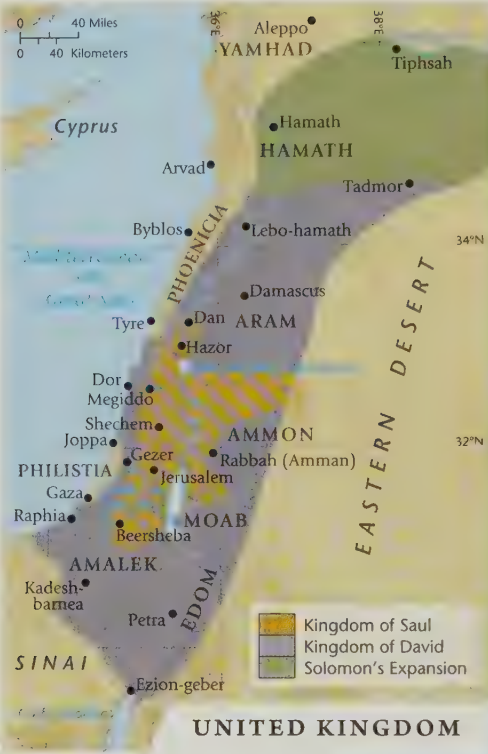 0 40 Miles
0 40 Kilometers
36°E
38°E
Aleppo
YAMHAD
Tiphsah
Cyprus
Hamath
HAMATH
Arvad
Tadmor
Byblos
PHOENICIA
Lebo-hamath
34°N
Damascus
Tyre
Dan
ARAM
Hazor
EASTERN DESERT
Dor
Megiddo
Shechem
AMMON
32°N
Joppa
Gezer
Rabbah (Amman)
PHILISTIA
Jerusalem
Gaza
Raphia
MOAB
Beersheba
AMALEK
Kadesh-
barnea
EDOM
Petra
Kingdom of Saul
Kingdom of David
Solomon's Expansion
SINAI
Ezion-geber
UNITED KINGDOM